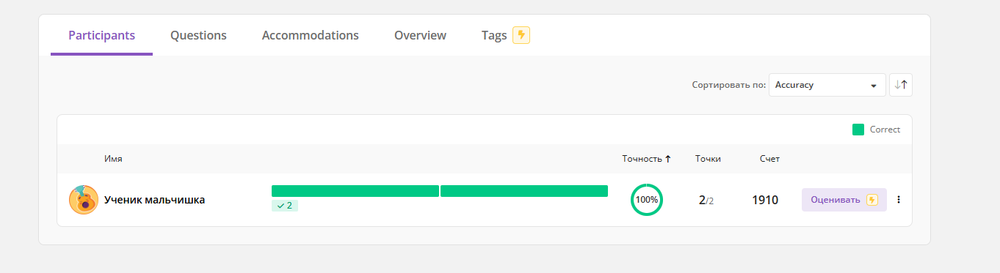 Participants Questions Accommodations Overview Tags
Сортировать по: Accuracy
Correct
Имя Точность Точки Счет
Ученик мальчишка 2 100% 2/2 1910 Оценивать